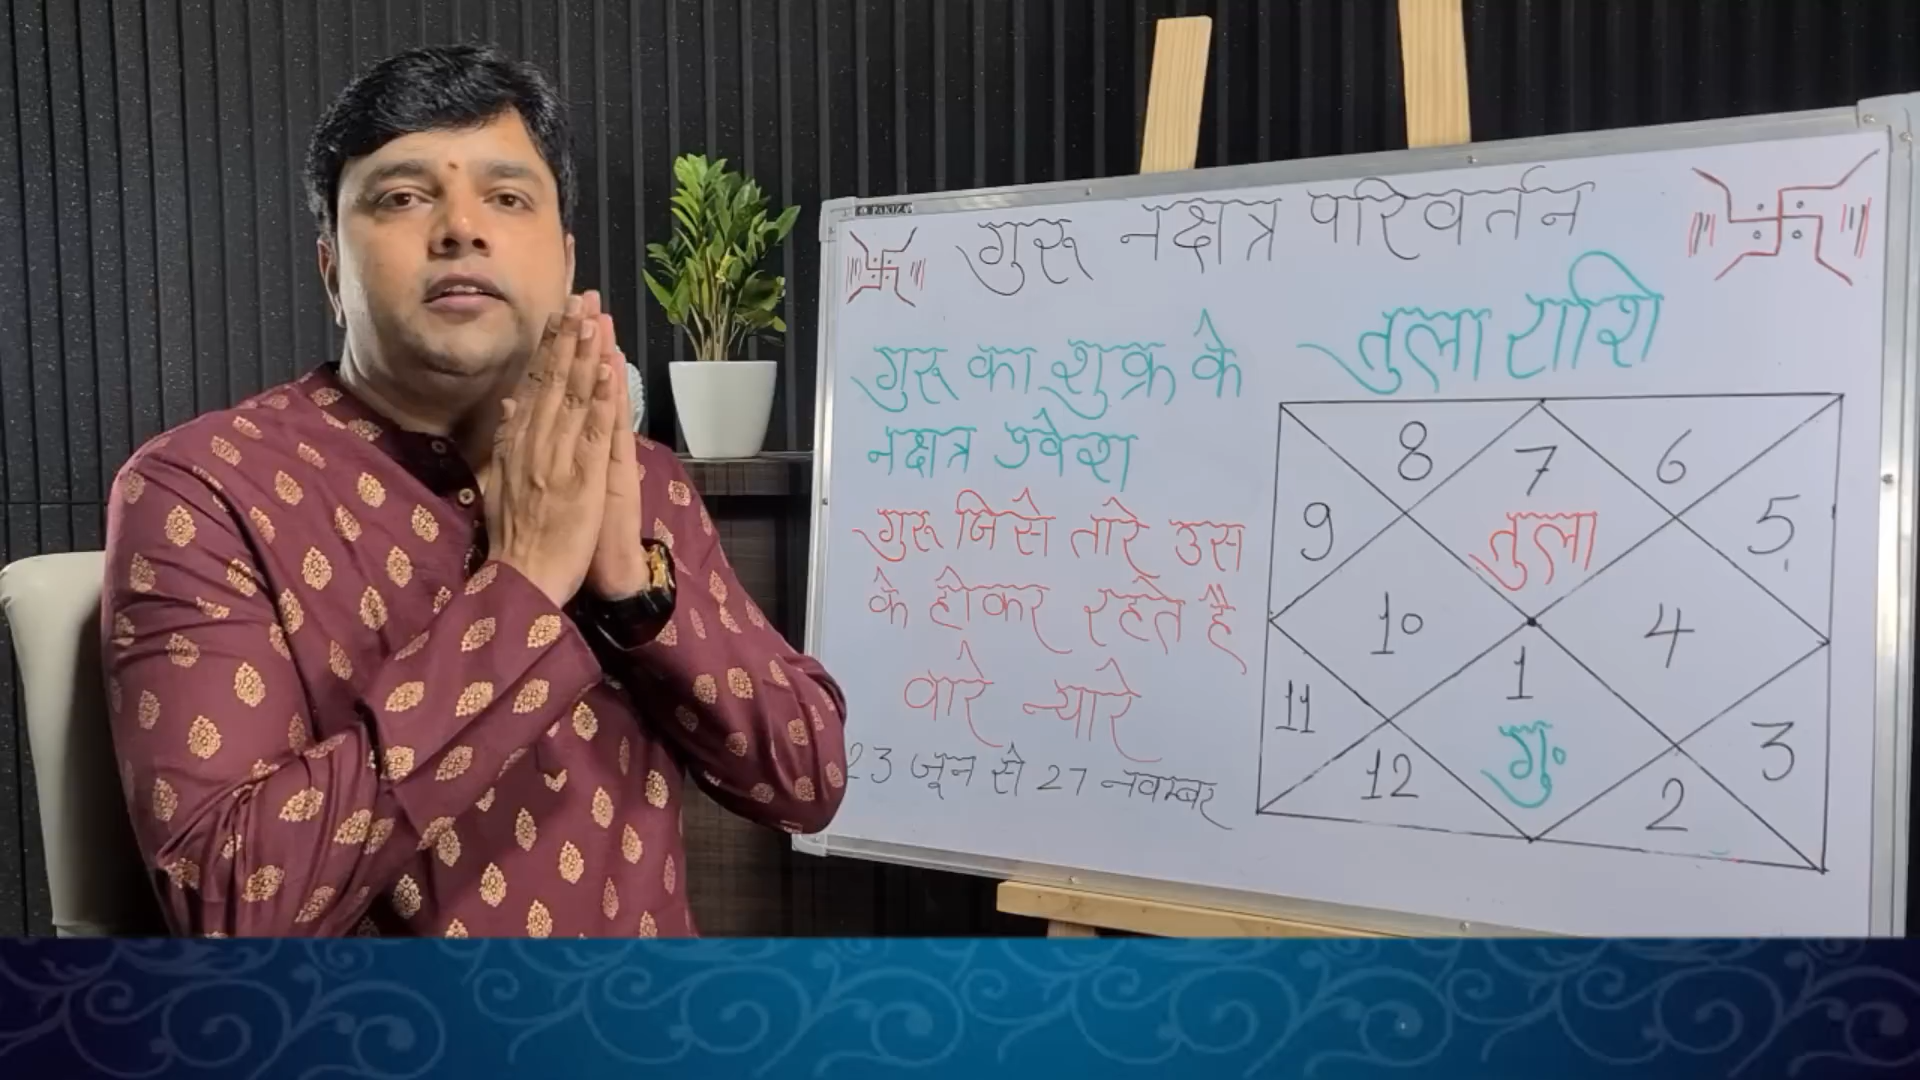 गुरू नक्षत्र परिवर्तन
गुरू का शुक्र के
नक्षत्र प्रवेश
गुरू जिसे तारे उस
के होकर रहते है
वारे न्यारे
23 जून से 27 नवम्बर
तुला राशि
8 7 6
9 तुला 5
10 4
1
11 गु॰ 3
12 2